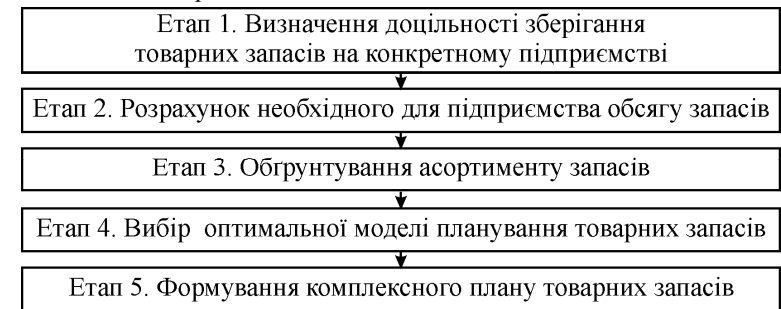 Етап 1. Визначення доцільності зберігання
товарних запасів на конкретному підприємстві
Етап 2. Розрахунок необхідного для підприємства обсягу запасів
Етап 3. Обґрунтування асортименту запасів
Етап 4. Вибір оптимальної моделі планування товарних запасів
Етап 5. Формування комплексного плану товарних запасів